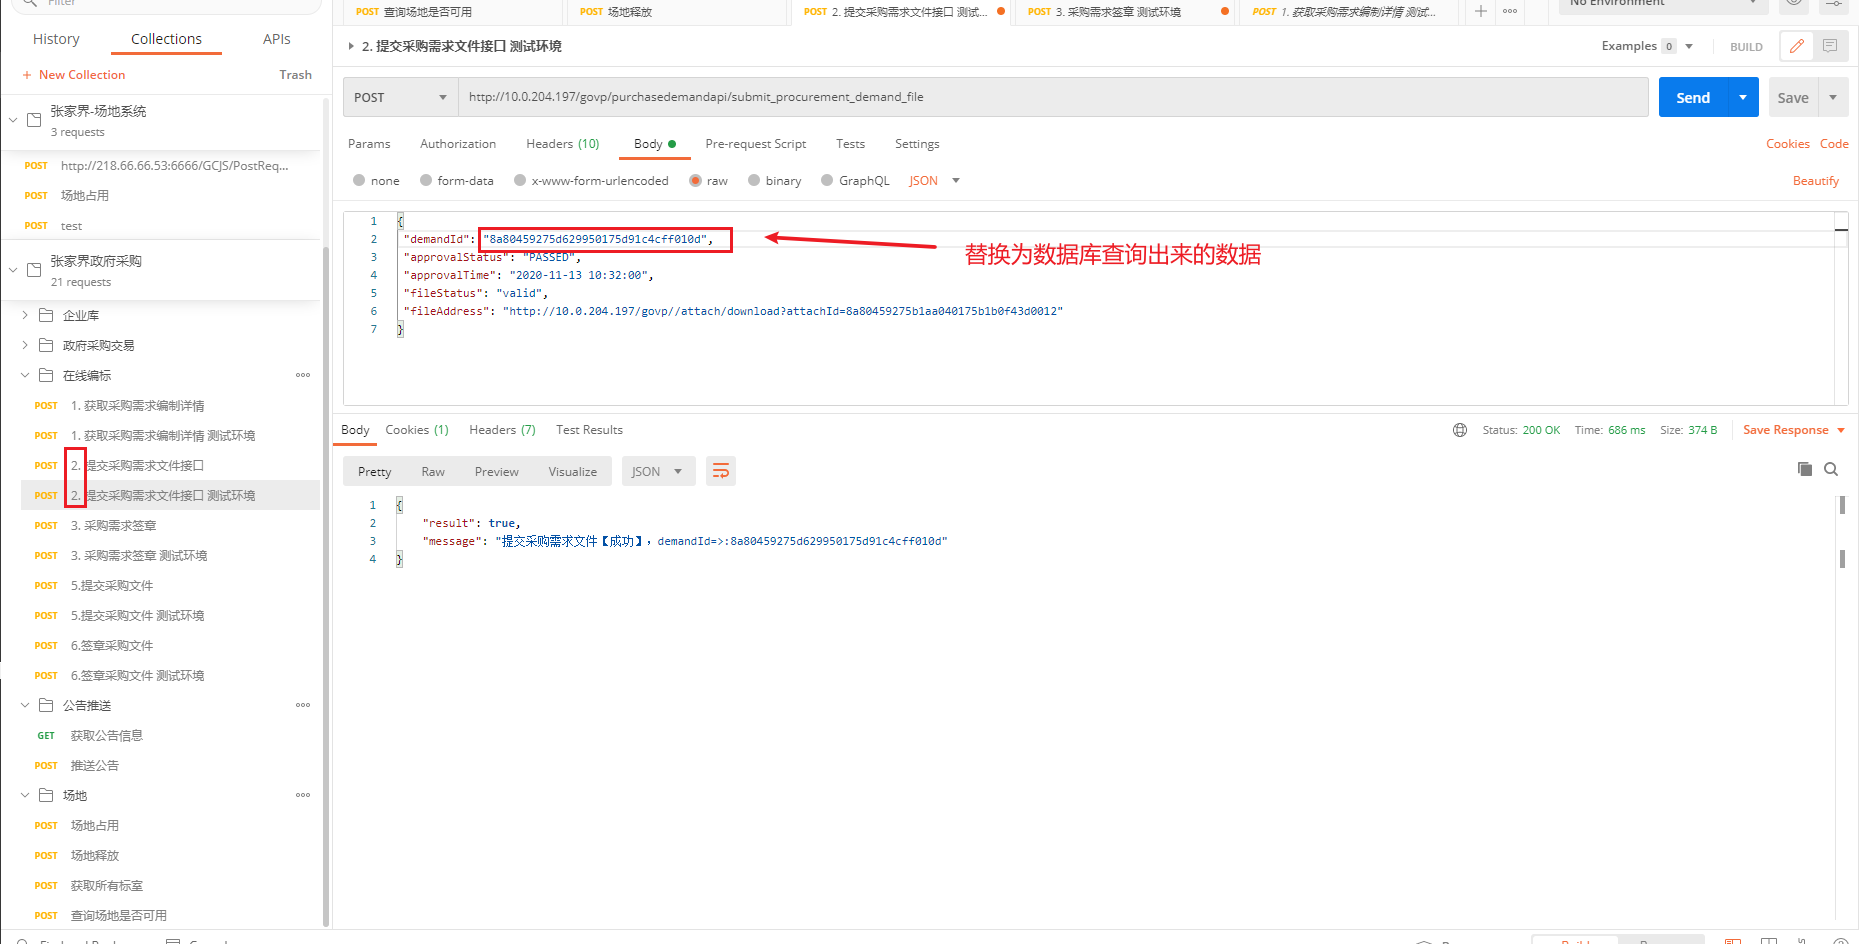 Filter
History Collections APIs
+ New Collection Trash
张家界-场地系统
3 requests
POST http://218.66.66.53:6666/GCJS/PostReq...
POST 场地占用
POST test
张家界政府采购
21 requests
企业库
政府采购交易
在线编标
POST 1. 获取采购需求编制详情
POST 1. 获取采购需求编制详情 测试环境
POST 2. 提交采购需求文件接口
POST 2. 提交采购需求文件接口 测试环境
POST 3. 采购需求签章
POST 3. 采购需求签章 测试环境
POST 5.提交采购文件
POST 5.提交采购文件 测试环境
POST 6.签章采购文件
POST 6.签章采购文件 测试环境
公告推送
GET 获取公告信息
POST 推送公告
场地
POST 场地占用
POST 场地释放
POST 获取所有标室
POST 查询场地是否可用
POST 查询场地是否可用 POST 场地释放 POST 2. 提交采购需求文件接口 测试... POST 3. 采购需求签章 测试环境 POST 1. 获取采购需求编制详情 测试...
No Environment
2. 提交采购需求文件接口 测试环境 Examples 0 BUILD
POST http://10.0.204.197/govp/purchasedemandapi/submit_procurement_demand_file Send Save
Params Authorization Headers (10) Body Pre-request Script Tests Settings Cookies Code
none form-data x-www-form-urlencoded raw binary GraphQL JSON Beautify
1 {
2 "demandId": "8a80459275d629950175d91c4cff010d",
3 "approvalStatus": "PASSED",
4 "approvalTime": "2020-11-13 10:32:00",
5 "fileStatus": "valid",
6 "fileAddress": "http://10.0.204.197/govp//attach/download?attachId=8a80459275b1aa040175b1b0f43d0012"
7 }
替换为数据库查询出来的数据
Body Cookies (1) Headers (7) Test Results Status: 200 OK Time: 686 ms Size: 374 B Save Response
Pretty Raw Preview Visualize JSON
1 {
2 "result": true,
3 "message": "提交采购需求文件【成功】，demandId=>:8a80459275d629950175d91c4cff010d"
4 }